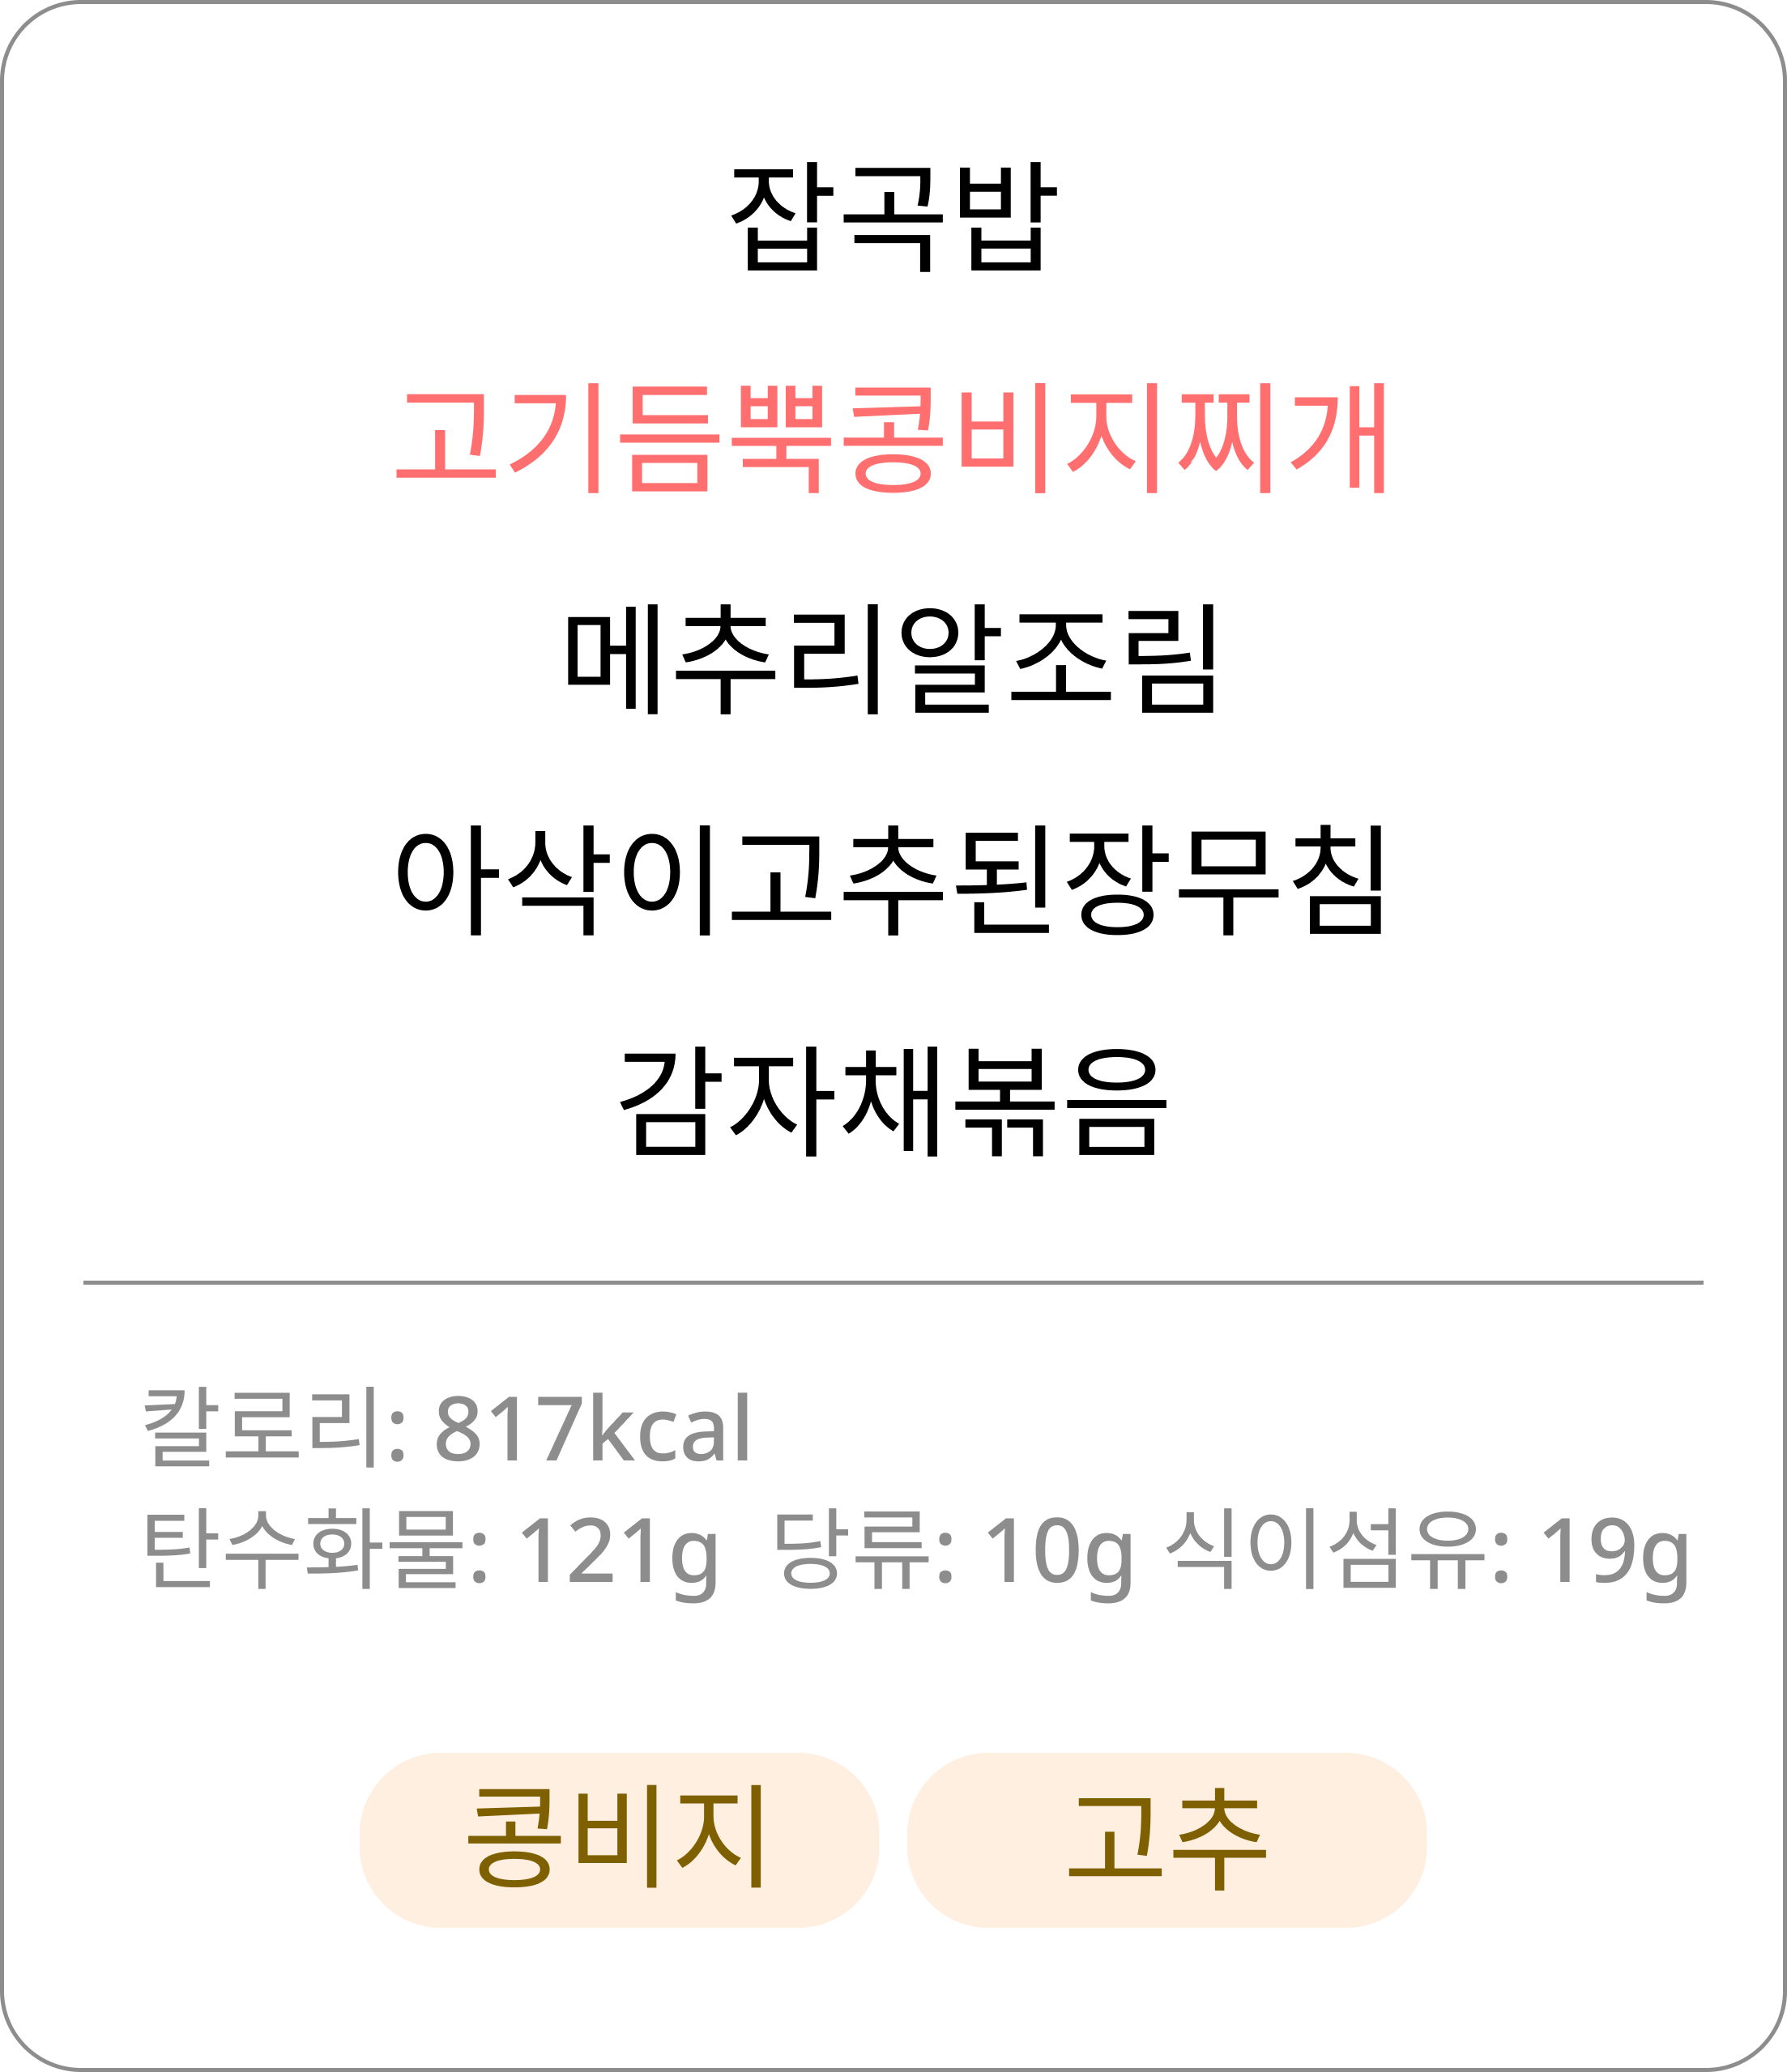 잡곡밥
고기듬뿍콩비지찌개
메추리알조림
아삭이고추된장무침
감자채볶음
칼로리: 817kcal
탄수화물: 121g 당류: 10g 식이섬유: 19g
콩비지 고추